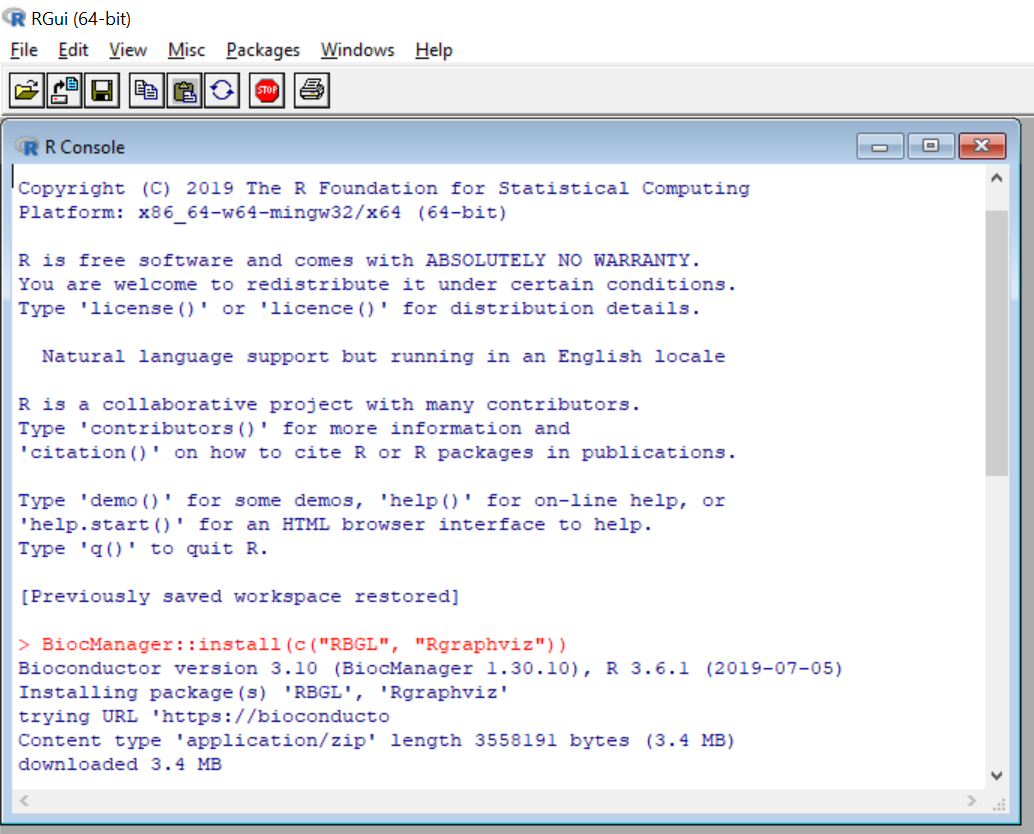 RGui (64-bit)
File Edit View Misc Packages Windows Help
STOP
R Console
Copyright (C) 2019 The R Foundation for Statistical Computing
Platform: x86_64-w64-mingw32/x64 (64-bit)
R is free software and comes with ABSOLUTELY NO WARRANTY.
You are welcome to redistribute it under certain conditions.
Type 'license()' or 'licence()' for distribution details.
Natural language support but running in an English locale
R is a collaborative project with many contributors.
Type 'contributors()' for more information and
'citation()' on how to cite R or R packages in publications.
Type 'demo()' for some demos, 'help()' for on-line help, or
'help.start()' for an HTML browser interface to help.
Type 'q()' to quit R.
[Previously saved workspace restored]
> BiocManager::install(c("RBGL", "Rgraphviz"))
Bioconductor version 3.10 (BiocManager 1.30.10), R 3.6.1 (2019-07-05)
Installing package(s) 'RBGL', 'Rgraphviz'
trying URL 'https://bioconducto
Content type 'application/zip' length 3558191 bytes (3.4 MB)
downloaded 3.4 MB